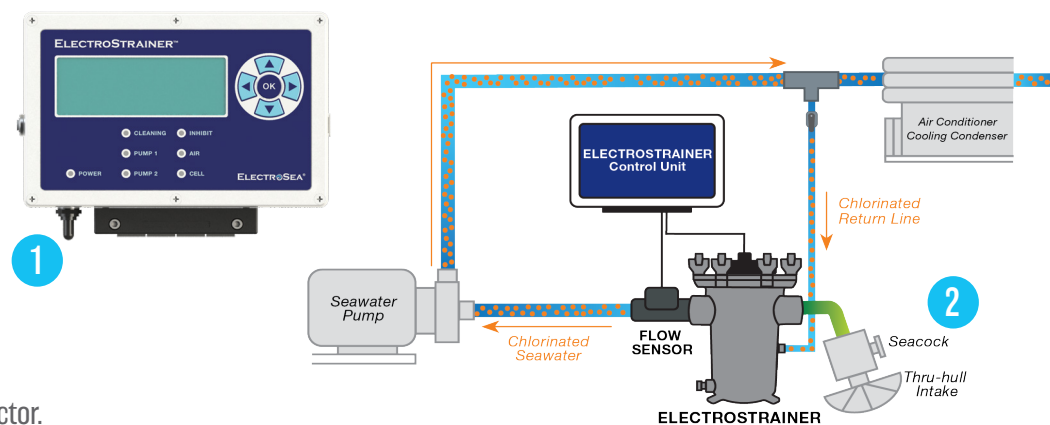 ELECTROSTRAINER™
OK
CLEANING
INHIBIT
PUMP 1
AIR
POWER
PUMP 2
CELL
ELECTROSEA®
1
ELECTROSTRAINER
Control Unit
Air Conditioner
Cooling Condenser
Chlorinated
Return Line
Seawater
Pump
Chlorinated
Seawater
FLOW
SENSOR
2
Seacock
Thru-hull
Intake
ELECTROSTRAINER
ctor.